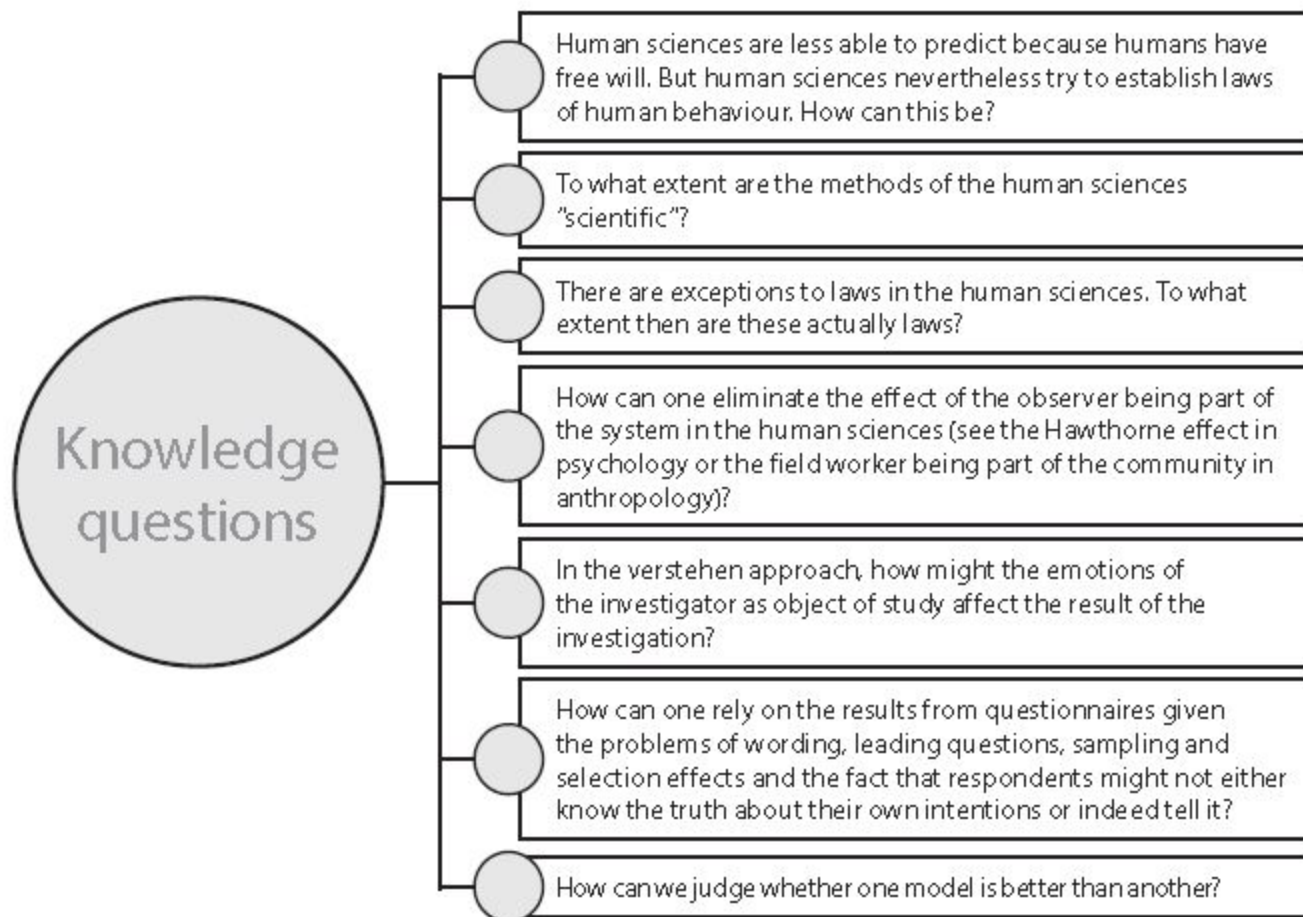 Knowledge
questions
Human sciences are less able to predict because humans have
free will. But human sciences nevertheless try to establish laws
of human behaviour. How can this be?
To what extent are the methods of the human sciences
"scientific"?
There are exceptions to laws in the human sciences. To what
extent then are these actually laws?
How can one eliminate the effect of the observer being part of
the system in the human sciences (see the Hawthorne effect in
psychology or the field worker being part of the community in
anthropology)?
In the verstehen approach, how might the emotions of
the investigator as object of study affect the result of the
investigation?
How can one rely on the results from questionnaires given
the problems of wording, leading questions, sampling and
selection effects and the fact that respondents might not either
know the truth about their own intentions or indeed tell it?
How can we judge whether one model is better than another?